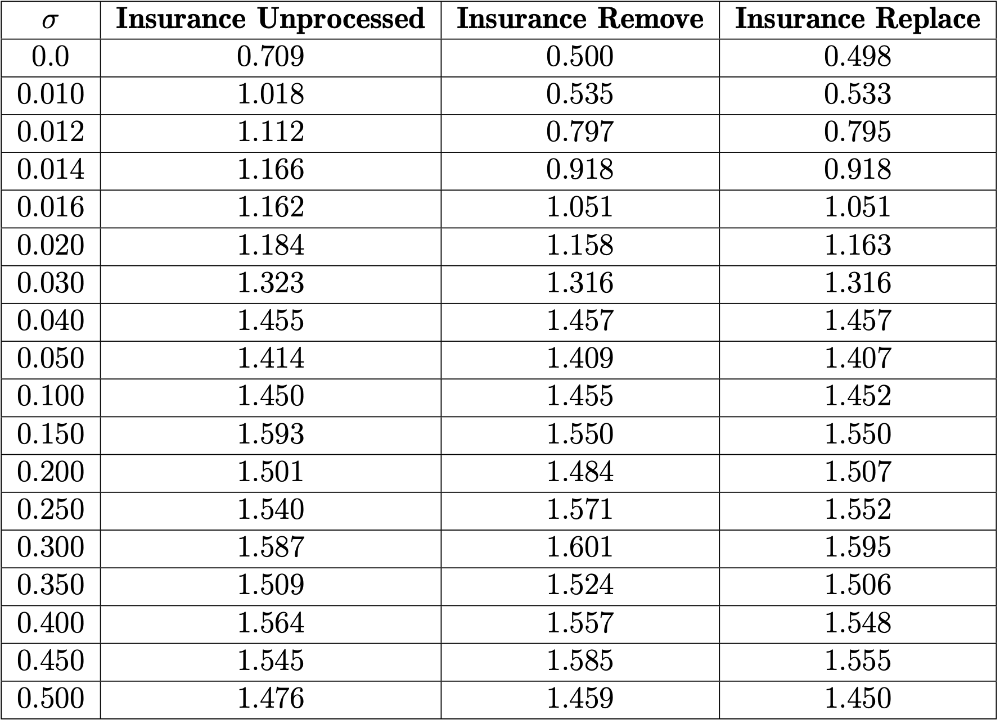 σ Insurance Unprocessed Insurance Remove Insurance Replace
0.0 0.709 0.500 0.498
0.010 1.018 0.535 0.533
0.012 1.112 0.797 0.795
0.014 1.166 0.918 0.918
0.016 1.162 1.051 1.051
0.020 1.184 1.158 1.163
0.030 1.323 1.316 1.316
0.040 1.455 1.457 1.457
0.050 1.414 1.409 1.407
0.100 1.450 1.455 1.452
0.150 1.593 1.550 1.550
0.200 1.501 1.484 1.507
0.250 1.540 1.571 1.552
0.300 1.587 1.601 1.595
0.350 1.509 1.524 1.506
0.400 1.564 1.557 1.548
0.450 1.545 1.585 1.555
0.500 1.476 1.459 1.450